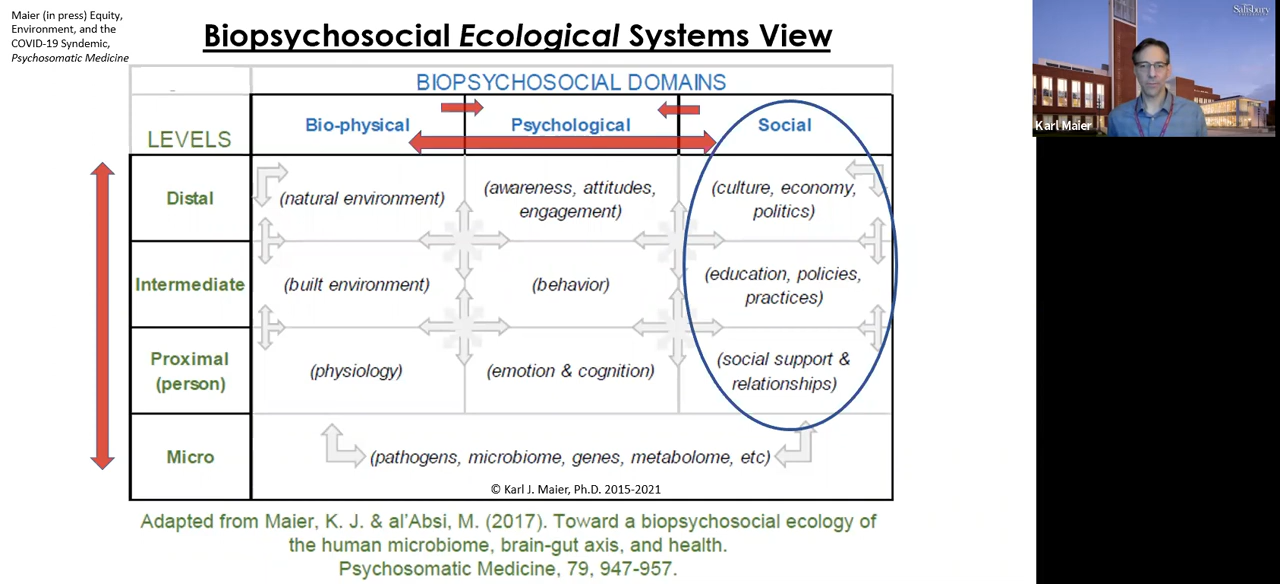 Maier (in press) Equity,
Environment, and the
COVID-19 Syndemic,
Psychosomatic Medicine
Biopsychosocial Ecological Systems View
Salisbury
Karl Maier
BIOPSYCHOSOCIAL DOMAINS
LEVELS
Bio-physical
Psychological
Social
Distal
(natural environment)
(awareness, attitudes,
engagement)
(culture, economy,
politics)
Intermediate
(built environment)
(behavior)
(education, policies,
practices)
Proximal
(person)
(physiology)
(emotion & cognition)
(social support &
relationships)
Micro
(pathogens, microbiome, genes, metabolome, etc)
© Karl J. Maier, Ph.D. 2015-2021
Adapted from Maier, K. J. & al’Absi, M. (2017). Toward a biopsychosocial ecology of
the human microbiome, brain-gut axis, and health.
Psychosomatic Medicine, 79, 947-957.